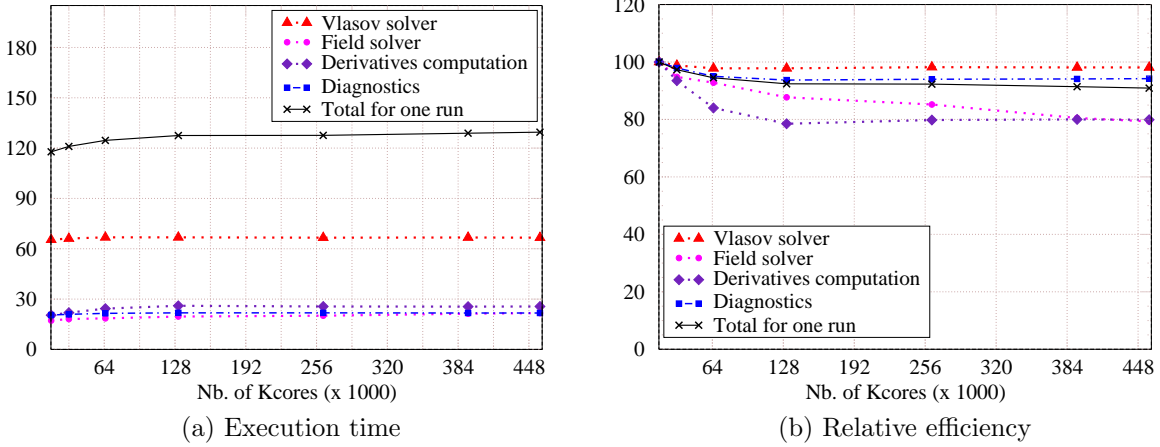 180
150
120
90
60
30
0
Vlasov solver
Field solver
Derivatives computation
Diagnostics
Total for one run
64 128 192 256 320 384 448
Nb. of Kcores (x 1000)
(a) Execution time
120
100
80
60
40
20
0
Vlasov solver
Field solver
Derivatives computation
Diagnostics
Total for one run
64 128 192 256 320 384 448
Nb. of Kcores (x 1000)
(b) Relative efficiency